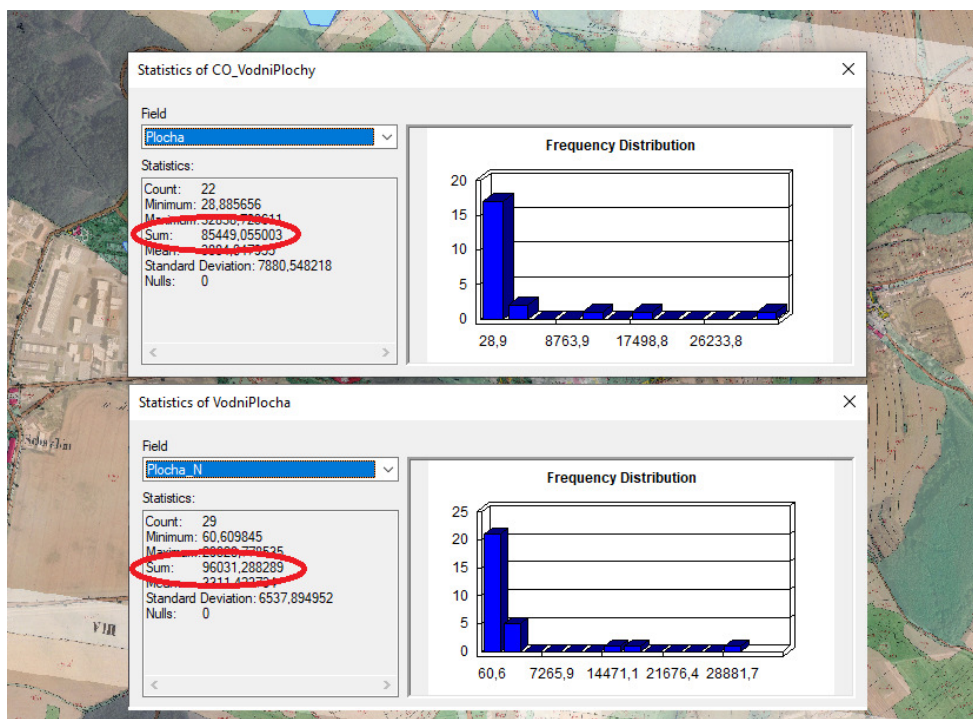 Statistics of CO_VodniPlochy
Field
Plocha
Statistics:
Count: 22
Minimum: 28,885656
Sum: 85449,055003
Standard Deviation: 7880,548218
Nulls: 0
Frequency Distribution
20
15
10
5
0
28,9 8763,9 17498,8 26233,8
Statistics of VodniPlocha
Field
Plocha_N
Statistics:
Count: 29
Minimum: 60,609845
Sum: 96031,288289
Standard Deviation: 6537,894952
Nulls: 0
Frequency Distribution
25
20
15
10
5
0
60,6 7265,9 14471,1 21676,4 28881,7
VIII